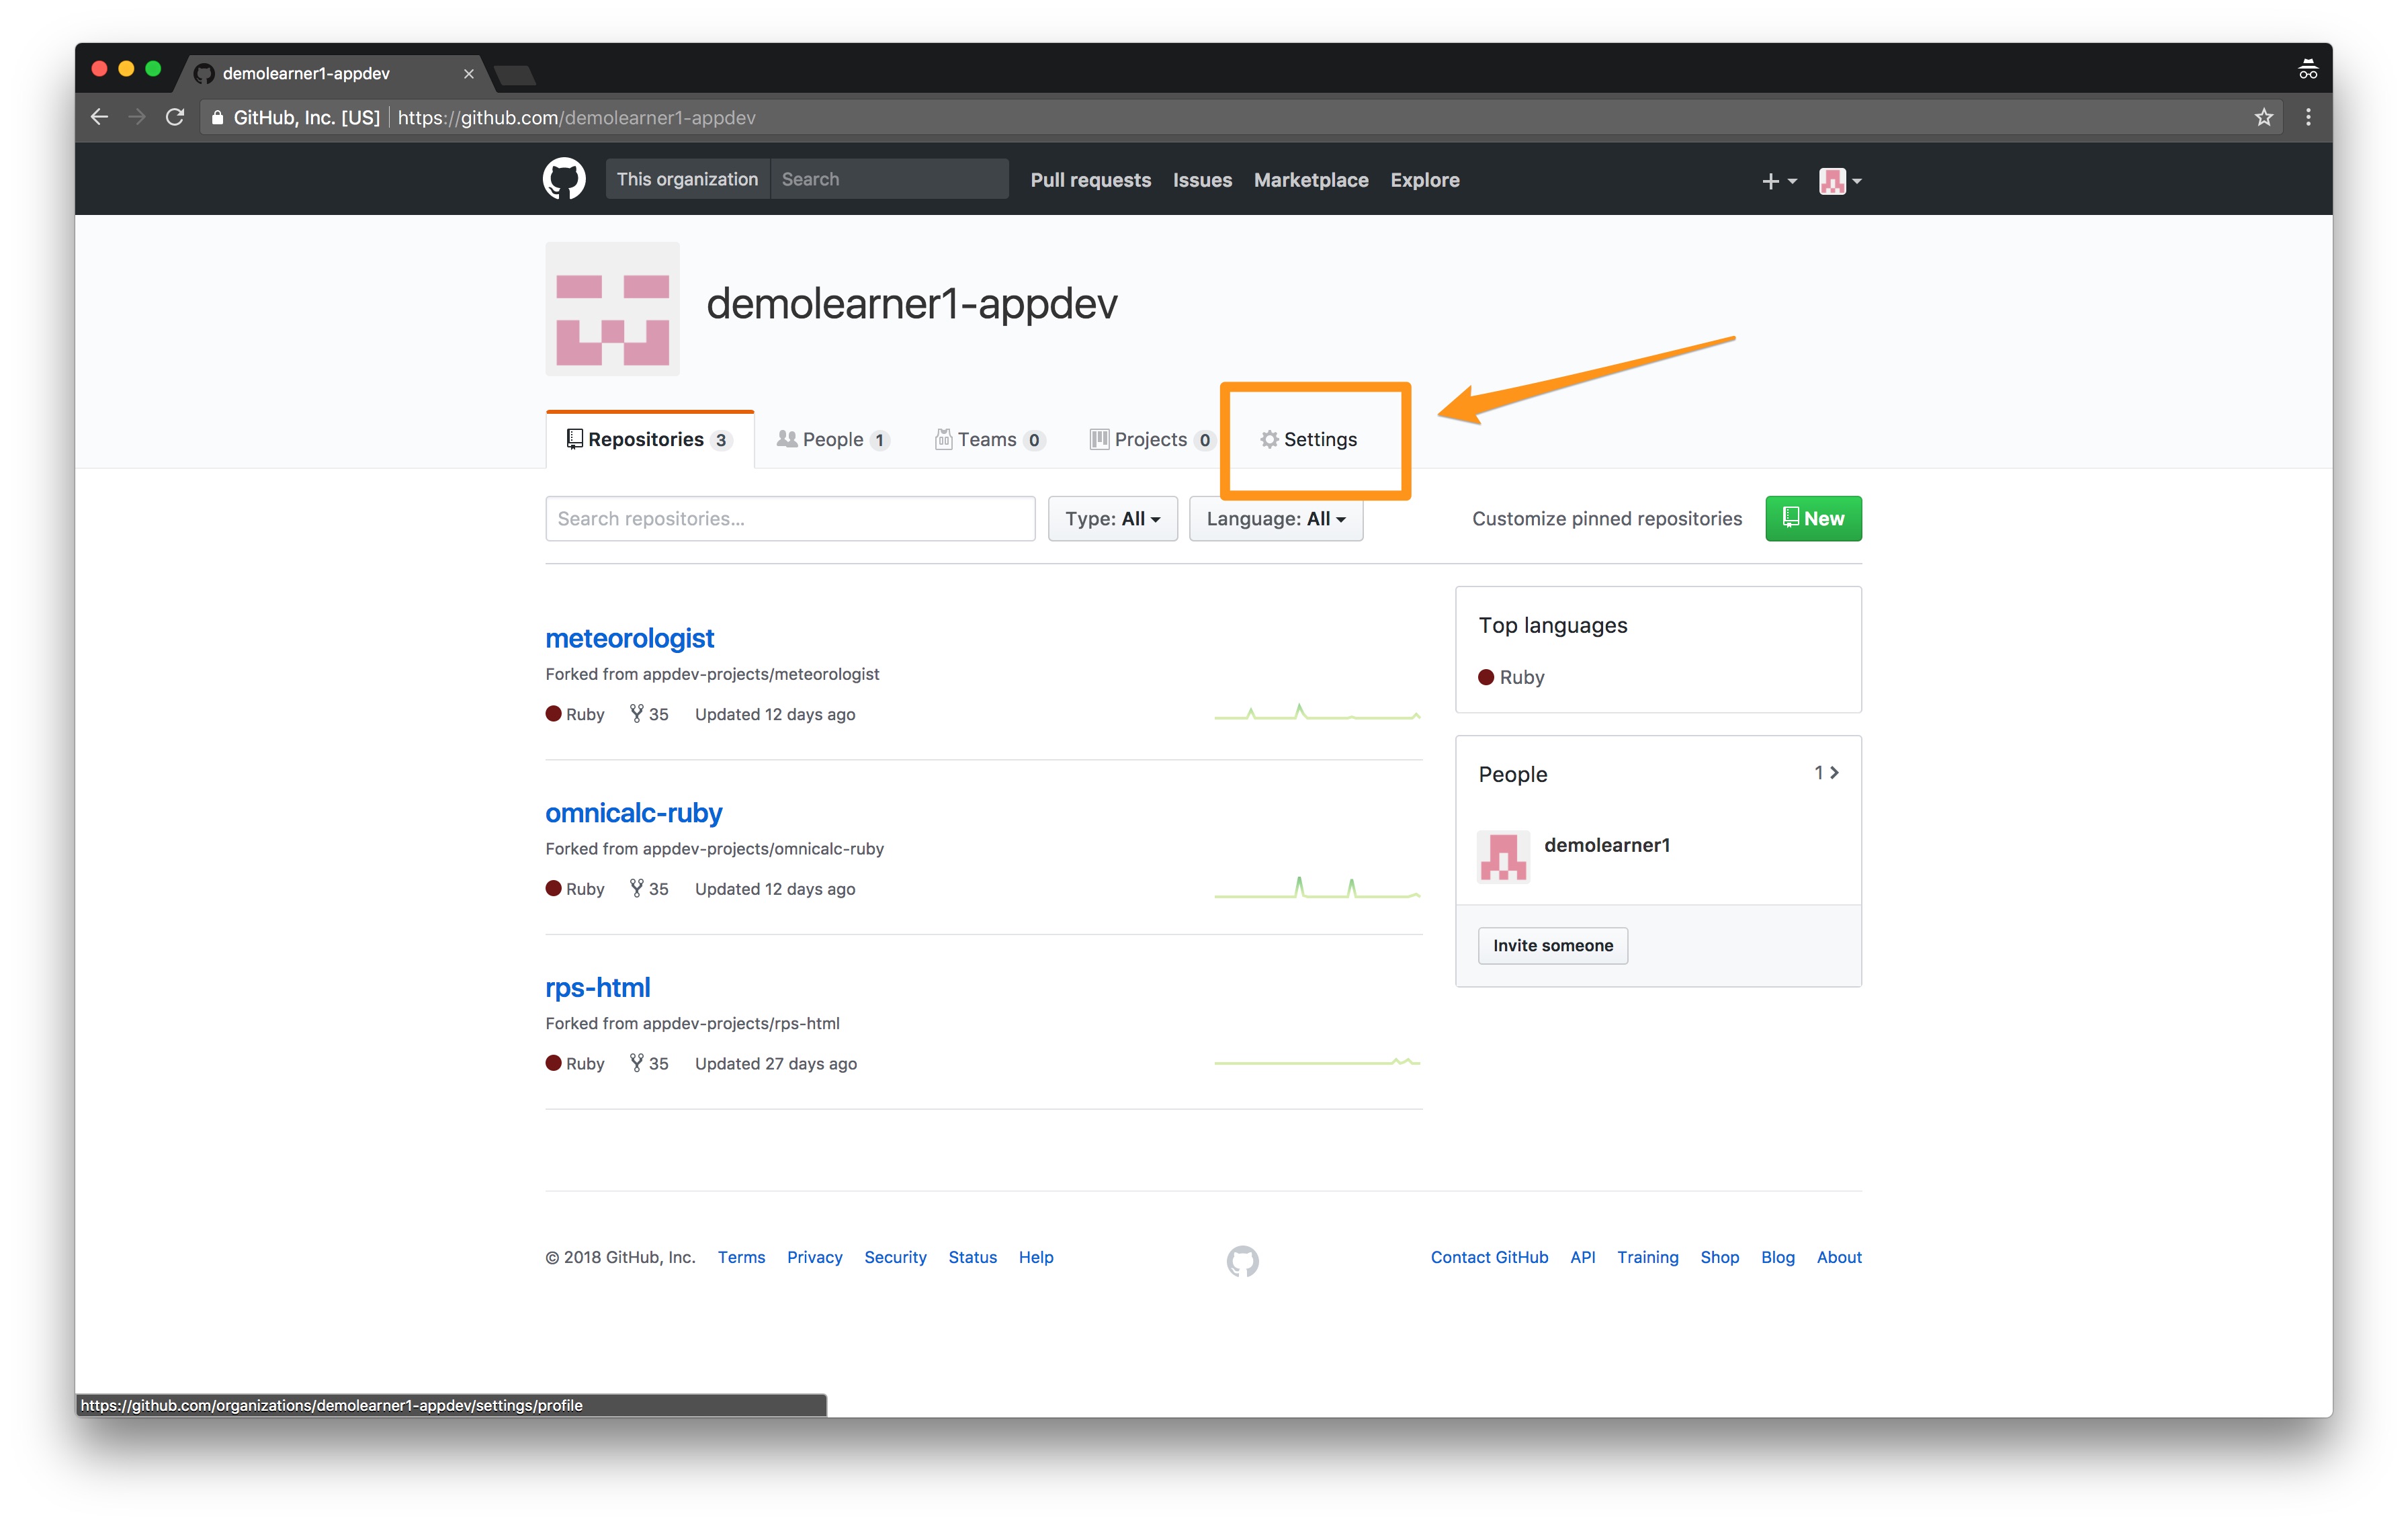 demolearner1-appdev
GitHub, Inc. [US] https://github.com/demolearner1-appdev
This organization Search Pull requests Issues Marketplace Explore
demolearner1-appdev
Repositories 3 People 1 Teams 0 Projects 0 Settings
Search repositories... Type: All Language: All Customize pinned repositories New
meteorologist
Forked from appdev-projects/meteorologist
Ruby 35 Updated 12 days ago
omnicalc-ruby
Forked from appdev-projects/omnicalc-ruby
Ruby 35 Updated 12 days ago
rps-html
Forked from appdev-projects/rps-html
Ruby 35 Updated 27 days ago
Top languages
Ruby
People 1
demolearner1
Invite someone
© 2018 GitHub, Inc. Terms Privacy Security Status Help Contact GitHub API Training Shop Blog About
https://github.com/organizations/demolearner1-appdev/settings/profile